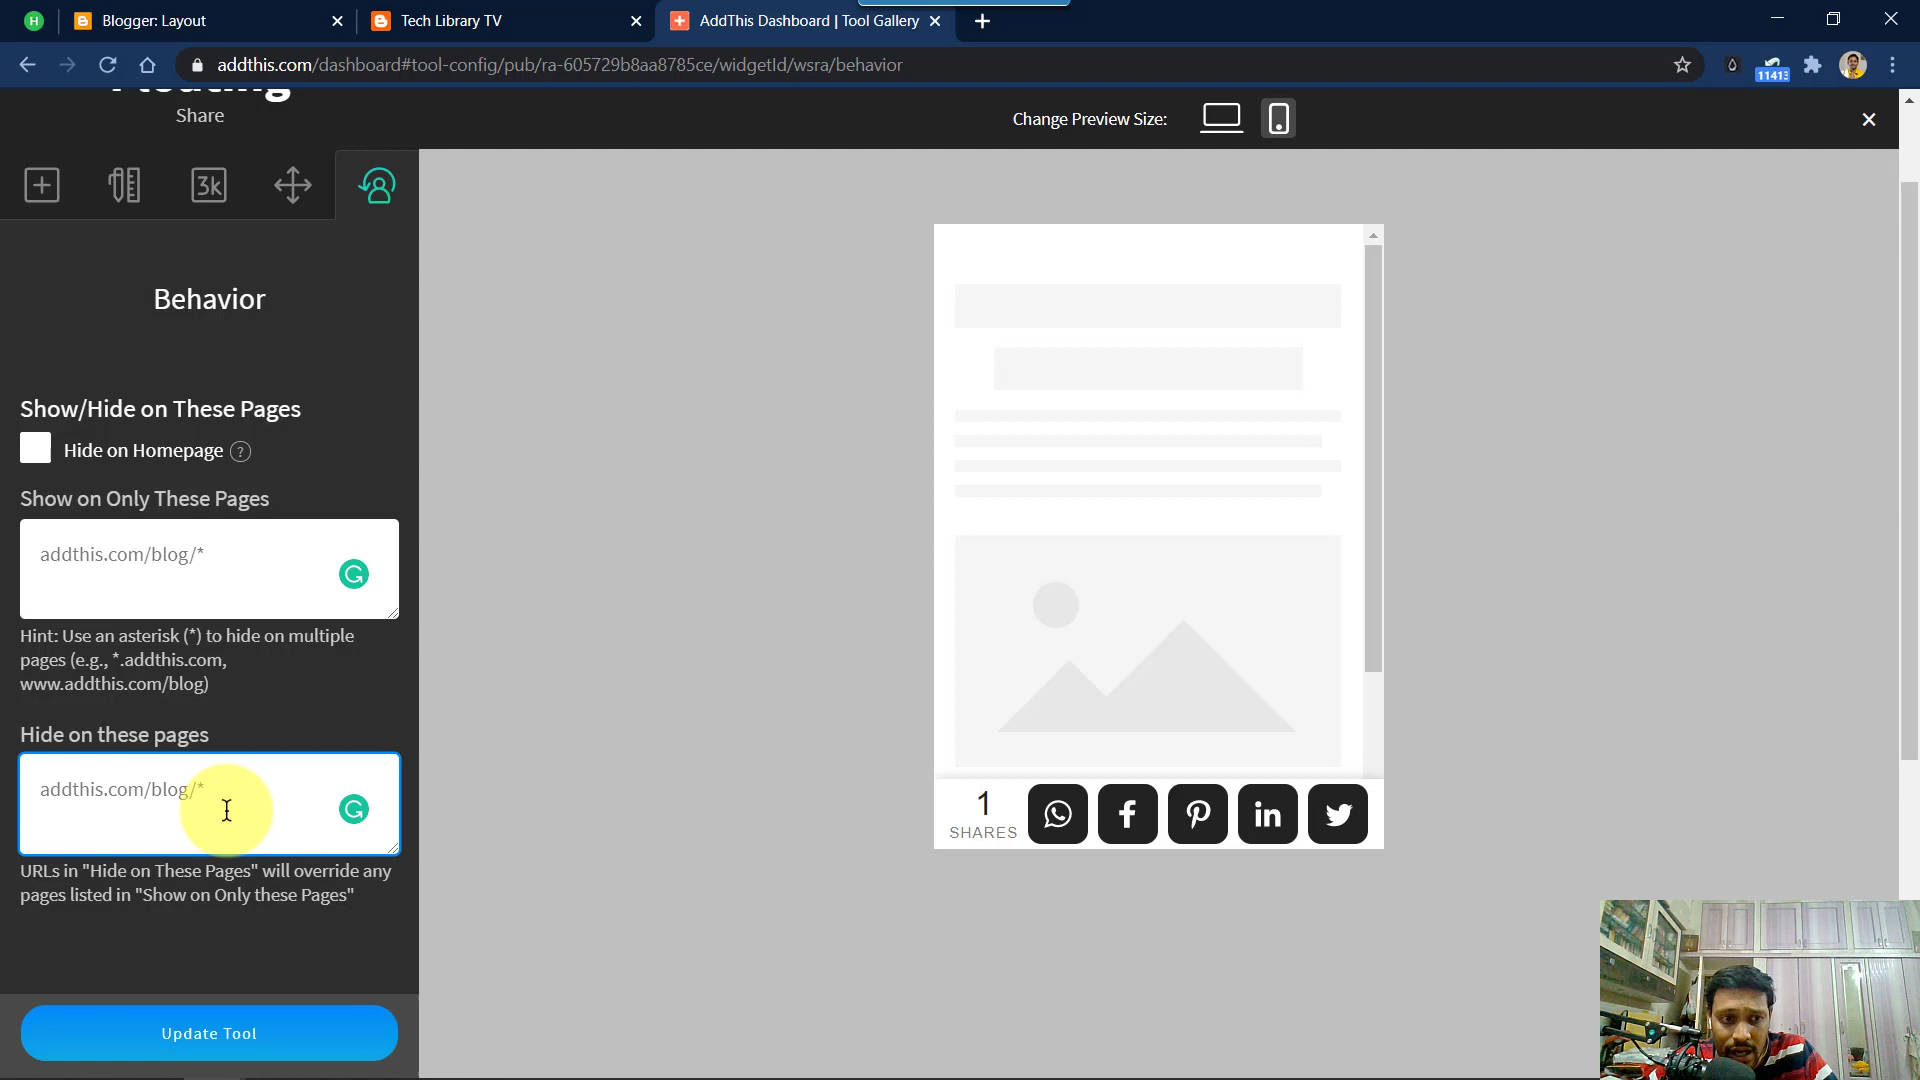 H
Blogger: Layout
Tech Library TV
AddThis Dashboard | Tool Gallery
addthis.com/dashboard#tool-config/pub/ra-605729b8aa8785ce/widgetId/wsra/behavior
1141
Floating
Share
Change Preview Size:
3k
Behavior
Show/Hide on These Pages
Hide on Homepage ?
Show on Only These Pages
addthis.com/blog/*
Hint: Use an asterisk (*) to hide on multiple
pages (e.g., *.addthis.com,
www.addthis.com/blog)
Hide on these pages
addthis.com/blog/*
URLs in "Hide on These Pages" will override any
pages listed in "Show on Only these Pages"
Update Tool
1
SHARES